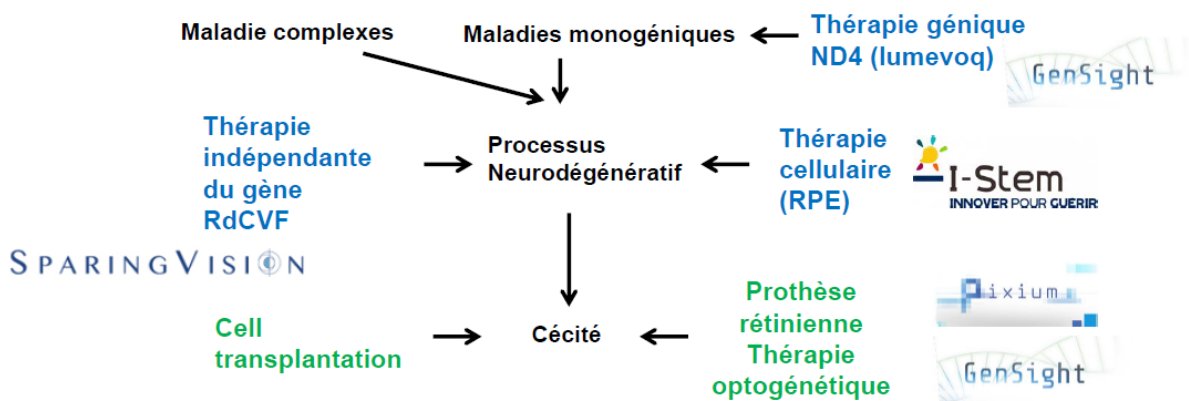 Maladie complexes
Maladies monogéniques
Thérapie génique
ND4 (lumevoq)
GenSight
Thérapie
indépendante
du gène
RdCVF
Processus
Neurodégénératif
Thérapie
cellulaire
(RPE)
I-Stem
INNOVER POUR GUERIR
SPARINGVISION
Cell
transplantation
Cécité
Prothèse
rétinienne
Thérapie
optogénétique
Pixium
GenSight